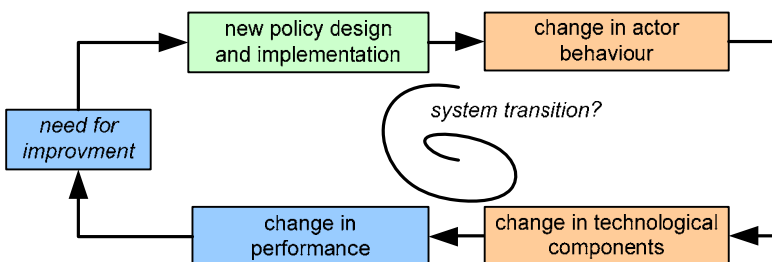 new policy design
and implementation
change in actor
behaviour
system transition?
need for
improvment
change in
performance
change in technological
components